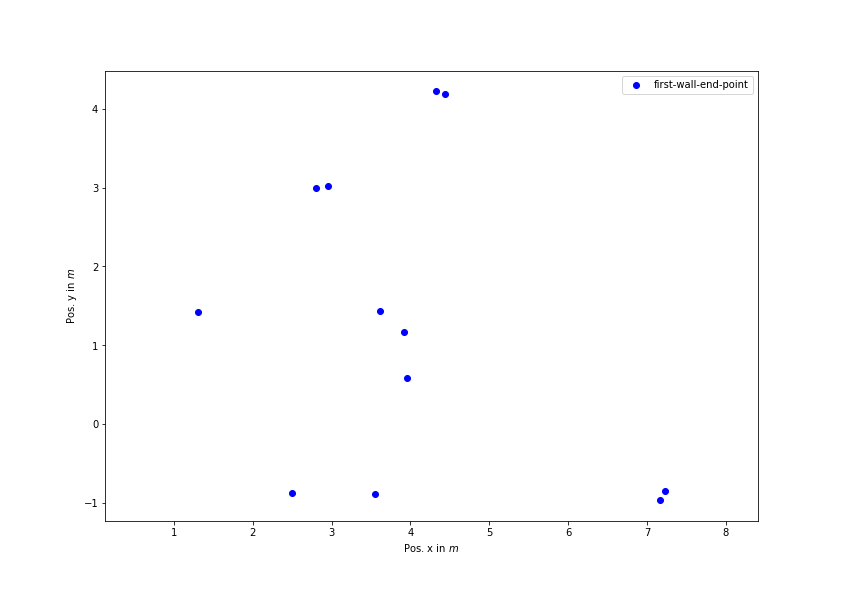 first-wall-end-point
4
3
2
1
0
−1
Pos. y in m
1 2 3 4 5 6 7 8
Pos. x in m